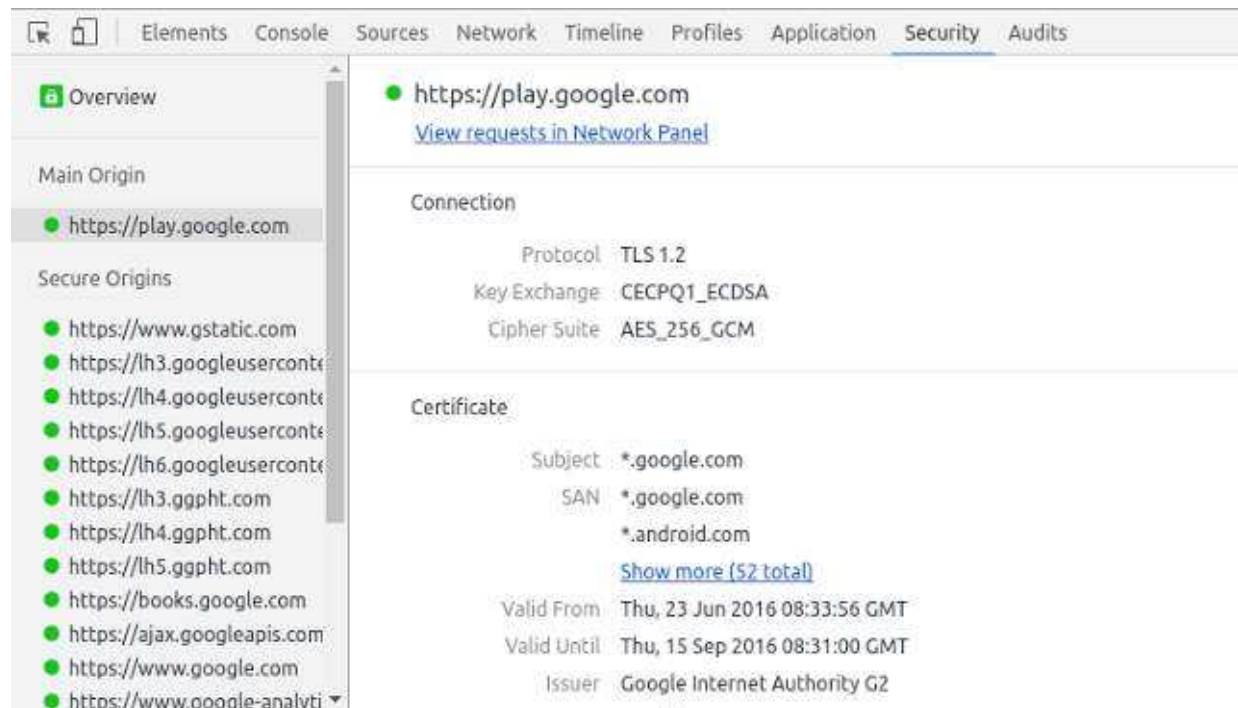 Elements Console Sources Network Timeline Profiles Application Security Audits
Overview
Main Origin
https://play.google.com
Secure Origins
https://www.gstatic.com
https://lh3.googleuserconte
https://lh4.googleuserconte
https://lh5.googleuserconte
https://lh6.googleuserconte
https://lh3.ggpht.com
https://lh4.ggpht.com
https://lh5.ggpht.com
https://books.google.com
https://ajax.googleapis.com
https://www.google.com
https://www.google-analyti
https://play.google.com
View requests in Network Panel
Connection
Protocol TLS 1.2
Key Exchange CECPQ1_ECDSA
Cipher Suite AES_256_GCM
Certificate
Subject *.google.com
SAN *.google.com
*.android.com
Show more (52 total)
Valid From Thu, 23 Jun 2016 08:33:56 GMT
Valid Until Thu, 15 Sep 2016 08:31:00 GMT
Issuer Google Internet Authority G2